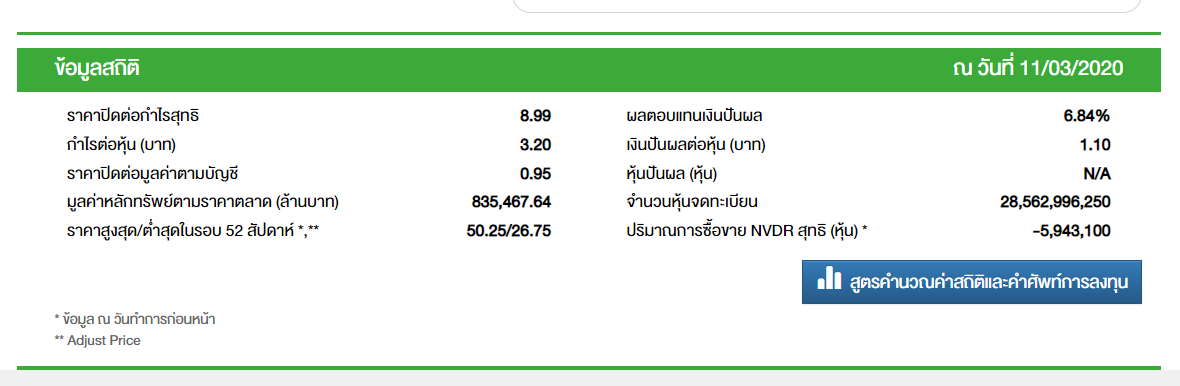 ข้อมูลสถิติ ณ วันที่ 11/03/2020
ราคาปิดต่อกำไรสุทธิ 8.99 ผลตอบแทนเงินปันผล 6.84%
กำไรต่อหุ้น (บาท) 3.20 เงินปันผลต่อหุ้น (บาท) 1.10
ราคาปิดต่อมูลค่าตามบัญชี 0.95 หุ้นปันผล (หุ้น) N/A
มูลค่าหลักทรัพย์ตามราคาตลาด (ล้านบาท) 835,467.64 จำนวนหุ้นจดทะเบียน 28,562,996,250
ราคาสูงสุด/ต่ำสุดในรอบ 52 สัปดาห์ *,** 50.25/26.75 ปริมาณการซื้อขาย NVDR สุทธิ (หุ้น) * -5,943,100
สูตรคำนวณค่าสถิติและคำศัพท์การลงทุน
* ข้อมูล ณ วันทำการก่อนหน้า
** Adjust Price